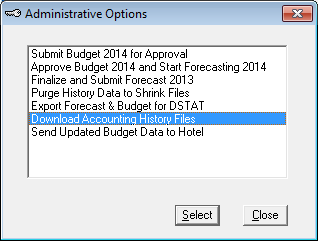 Administrative Options
Submit Budget 2014 for Approval
Approve Budget 2014 and Start Forecasting 2014
Finalize and Submit Forecast 2013
Purge History Data to Shrink Files
Export Forecast & Budget for DSTAT
Download Accounting History Files
Send Updated Budget Data to Hotel
Select
Close